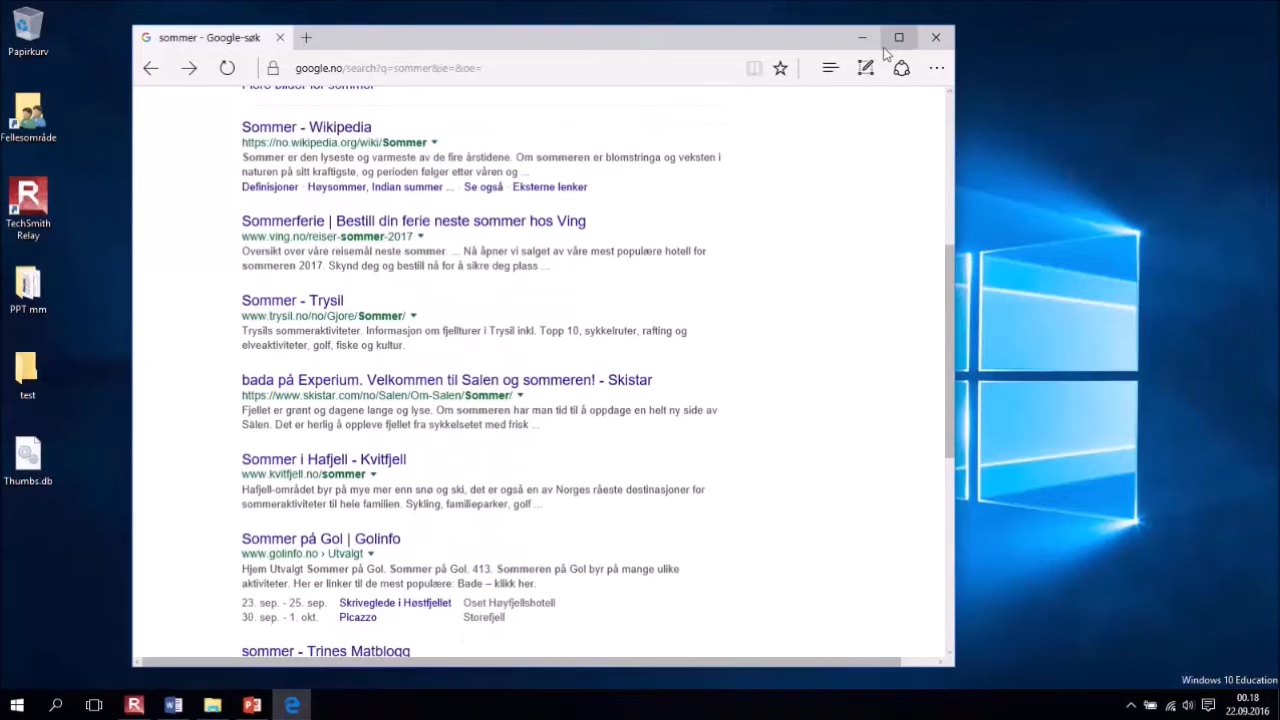 Papirkurv
Fellesområde
TechSmith
Relay
PPT mm
test
Thumbs.db
sommer - Google-søk
google.no/search?q=sommer&ie=&oe=
Flere bilder for sommer
Sommer - Wikipedia
https://no.wikipedia.org/wiki/Sommer
Sommer er den lyseste og varmeste av de fire årstidene. Om sommeren er blomstringa og veksten i
naturen på sitt kraftigste, og perioden følger etter våren og ...
Definisjoner · Høysommer, Indian summer ... · Se også · Eksterne lenker
Sommerferie | Bestill din ferie neste sommer hos Ving
www.ving.no/reiser-sommer-2017
Oversikt over våre reisemål neste sommer. ... Nå åpner vi salget av våre mest populære hotell for
sommeren 2017. Skynd deg og bestill nå for å sikre deg plass ...
Sommer - Trysil
www.trysil.no/no/Gjore/Sommer/
Trysils sommeraktiviteter. Informasjon om fjellturer i Trysil inkl. Topp 10, sykkelruter, rafting og
elveaktiviteter, golf, fiske og kultur.
bada på Experium. Velkommen til Salen og sommeren! - Skistar
https://www.skistar.com/no/Salen/Om-Salen/Sommer/
Fjellet er grønt og dagene lange og lyse. Om sommeren har man tid til å oppdage en helt ny side av
Sälen. Det er herlig å oppleve fjellet fra sykkelsetet med frisk ...
Sommer i Hafjell - Kvitfjell
www.kvitfjell.no/sommer
Hafjell-området byr på mye mer enn snø og ski, det er også en av Norges råeste destinasjoner for
sommeraktiviteter til hele familien. Sykling, familieparker, golf ...
Sommer på Gol | Golinfo
www.golinfo.no › Utvalgt
Hjem Utvalgt Sommer på Gol. Sommer på Gol. 413. Sommeren på Gol byr på mange ulike
aktiviteter. Her er linker til de mest populære: Bade – klikk her.
23. sep. - 25. sep. Skriveglede i Høstfjellet Oset Høyfjellshotell
30. sep. - 1. okt. Picazzo Storefjell
sommer - Trines Matblogg
Windows 10 Education
00.18
22.09.2016